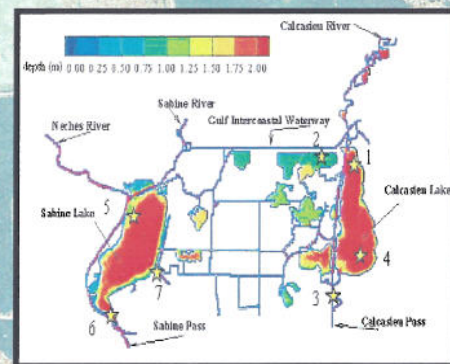 Calcasieu River
depth (m) 0.00 0.25 0.50 0.75 1.00 1.25 1.50 1.75 2.00
Sabine River
Neches River
Gulf Intercoastal Waterway
2
1
5
Calcasieu Lake
Sabine Lake
4
7
3
6
Sabine Pass
Calcasieu Pass